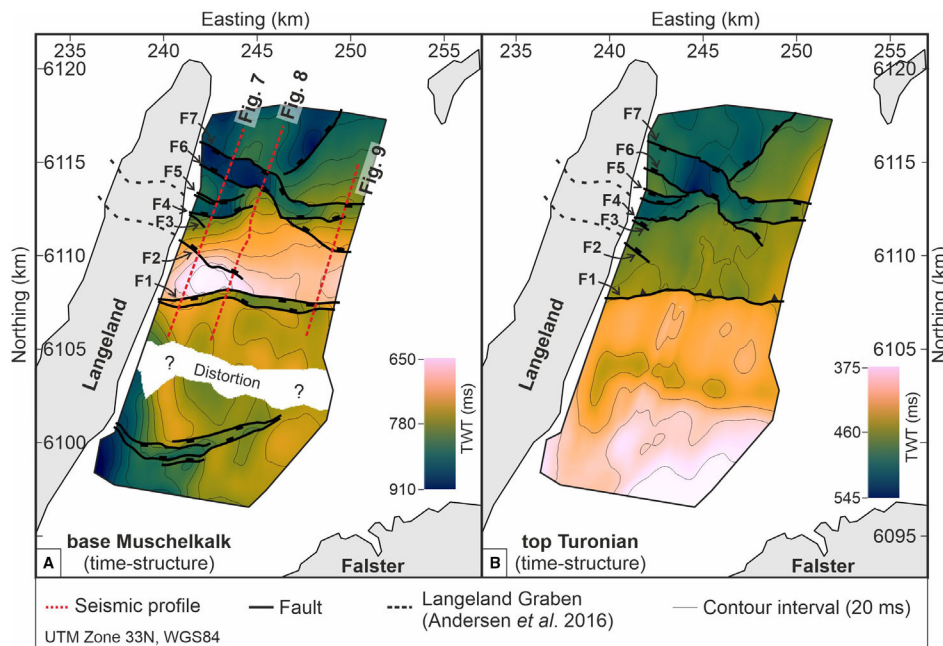 Easting (km)
Easting (km)
235
240
245
250
255
A
B
235
240
245
250
255
6120
6115
6110
6105
6100
Northing (km)
6120
6115
6110
6105
6100
6095
Northing (km)
Fig. 7
Fig. 8
Fig. 9
F7
F6
F5
F4
F3
F2
F1
Langeland
? Distortion ?
650
780
910
TWT (ms)
base Muschelkalk
(time-structure)
Falster
A
F7
F6
F5
F4
F3
F2
F1
Langeland
375
460
545
TWT (ms)
top Turonian
(time-structure)
Falster
B
Seismic profile
Fault
Langeland Graben
(Andersen et al. 2016)
Contour interval (20 ms)
UTM Zone 33N, WGS84